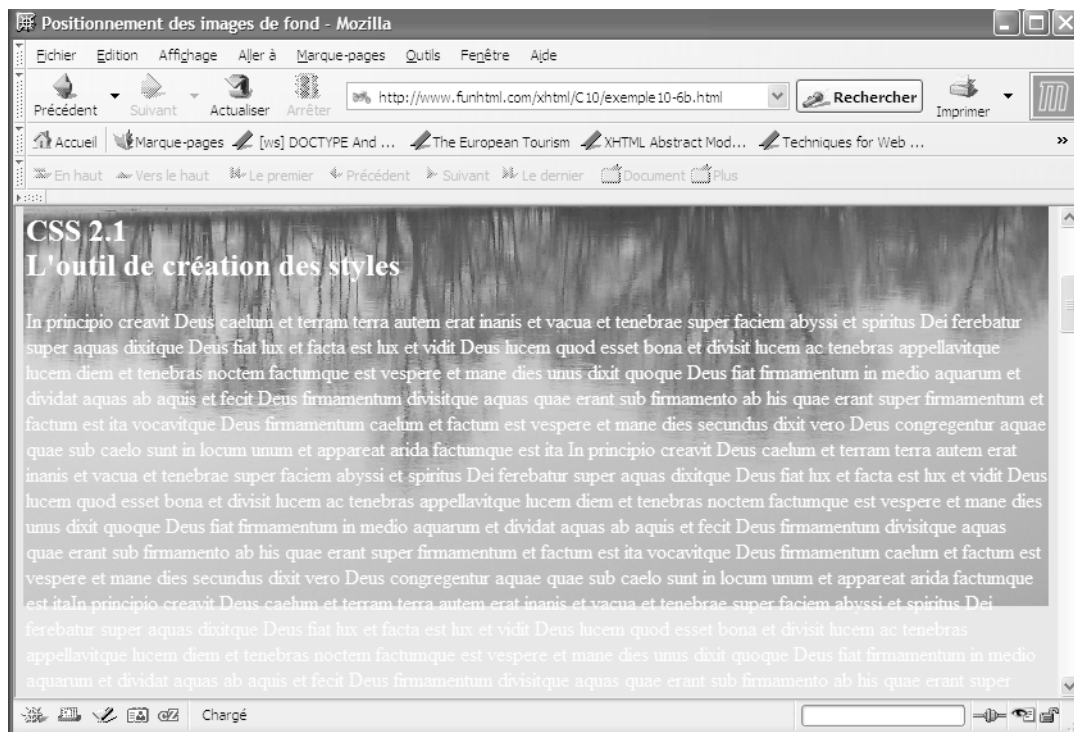 Positionnement des images de fond - Mozilla
Fichier Edition Affichage Aller à Marque-pages Outils Fenêtre Aide
Précédent Suivant Actualiser Arrêter http://www.funhtml.com/xhtml/C10/exemple10-6b.html Rechercher Imprimer
Accueil Marque-pages [ws] DOCTYPE And ... The European Tourism XHTML Abstract Mod... Techniques for Web ... »
En haut Vers le haut Le premier Précédent Suivant Le dernier Document Plus
CSS 2.1
L'outil de création des styles
In principio creavit Deus caelum et terram terra autem erat inanis et vacua et tenebrae super faciem abyssi et spiritus Dei ferebatur
super aquas dixitque Deus fiat lux et facta est lux et vidit Deus lucem quod esset bona et divisit lucem ac tenebras appellavitque
lucem diem et tenebras noctem factumque est vespere et mane dies unus dixit quoque Deus fiat firmamentum in medio aquarum et
dividat aquas ab aquis et fecit Deus firmamentum divisitque aquas quae erant sub firmamento ab his quae erant super firmamentum et
factum est ita vocavitque Deus firmamentum caelum et factum est vespere et mane dies secundus dixit vero Deus congregentur aquae
quae sub caelo sunt in locum unum et appareat arida factumque est ita In principio creavit Deus caelum et terram terra autem erat
inanis et vacua et tenebrae super faciem abyssi et spiritus Dei ferebatur super aquas dixitque Deus fiat lux et facta est lux et vidit Deus
lucem quod esset bona et divisit lucem ac tenebras appellavitque lucem diem et tenebras noctem factumque est vespere et mane dies
unus dixit quoque Deus fiat firmamentum in medio aquarum et dividat aquas ab aquis et fecit Deus firmamentum divisitque aquas
quae erant sub firmamento ab his quae erant super firmamentum et factum est ita vocavitque Deus firmamentum caelum et factum est
vespere et mane dies secundus dixit vero Deus congregentur aquae quae sub caelo sunt in locum unum et appareat arida factumque
est itaIn principio creavit Deus caelum et terram terra autem erat inanis et vacua et tenebrae super faciem abyssi et spiritus Dei
ferebatur super aquas dixitque Deus fiat lux et facta est lux et vidit Deus lucem quod esset bona et divisit lucem ac tenebras
appellavitque lucem diem et tenebras noctem factumque est vespere et mane dies unus dixit quoque Deus fiat firmamentum in medio
aquarum et dividat aquas ab aquis et fecit Deus firmamentum divisitque aquas quae erant sub firmamento ab his quae erant super
Chargé